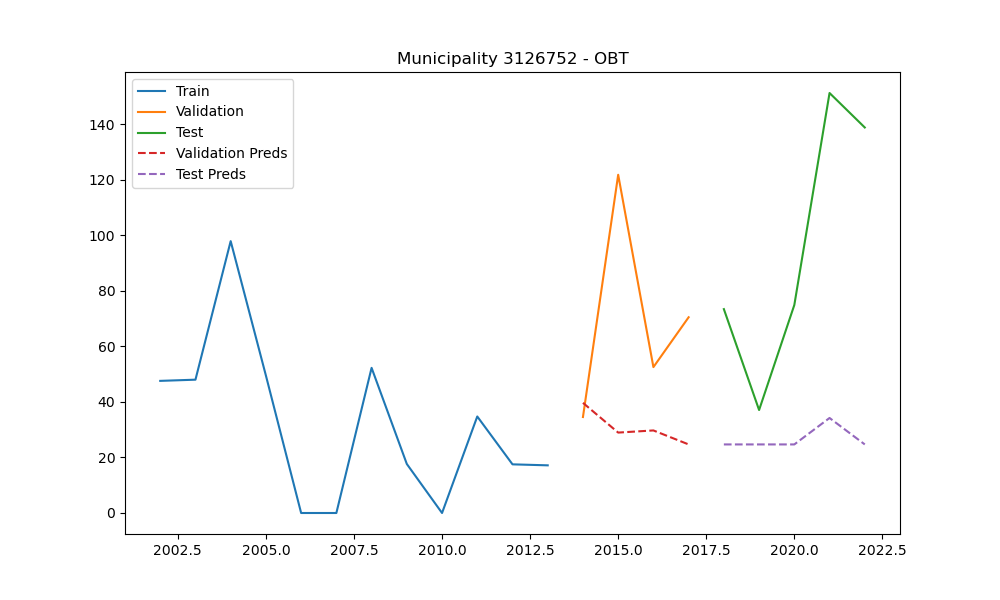 Municipality 3126752 - OBT
Train
Validation
Test
Validation Preds
Test Preds
140
120
100
80
60
40
20
0
2002.5 2005.0 2007.5 2010.0 2012.5 2015.0 2017.5 2020.0 2022.5